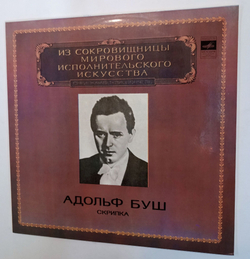 ИЗ СОКРОВИЩНИЦЫ
МИРОВОГО
ИСПОЛНИТЕЛЬСКОГО
ИСКУССТВА
АДОЛЬФ БУШ
СКРИПКА